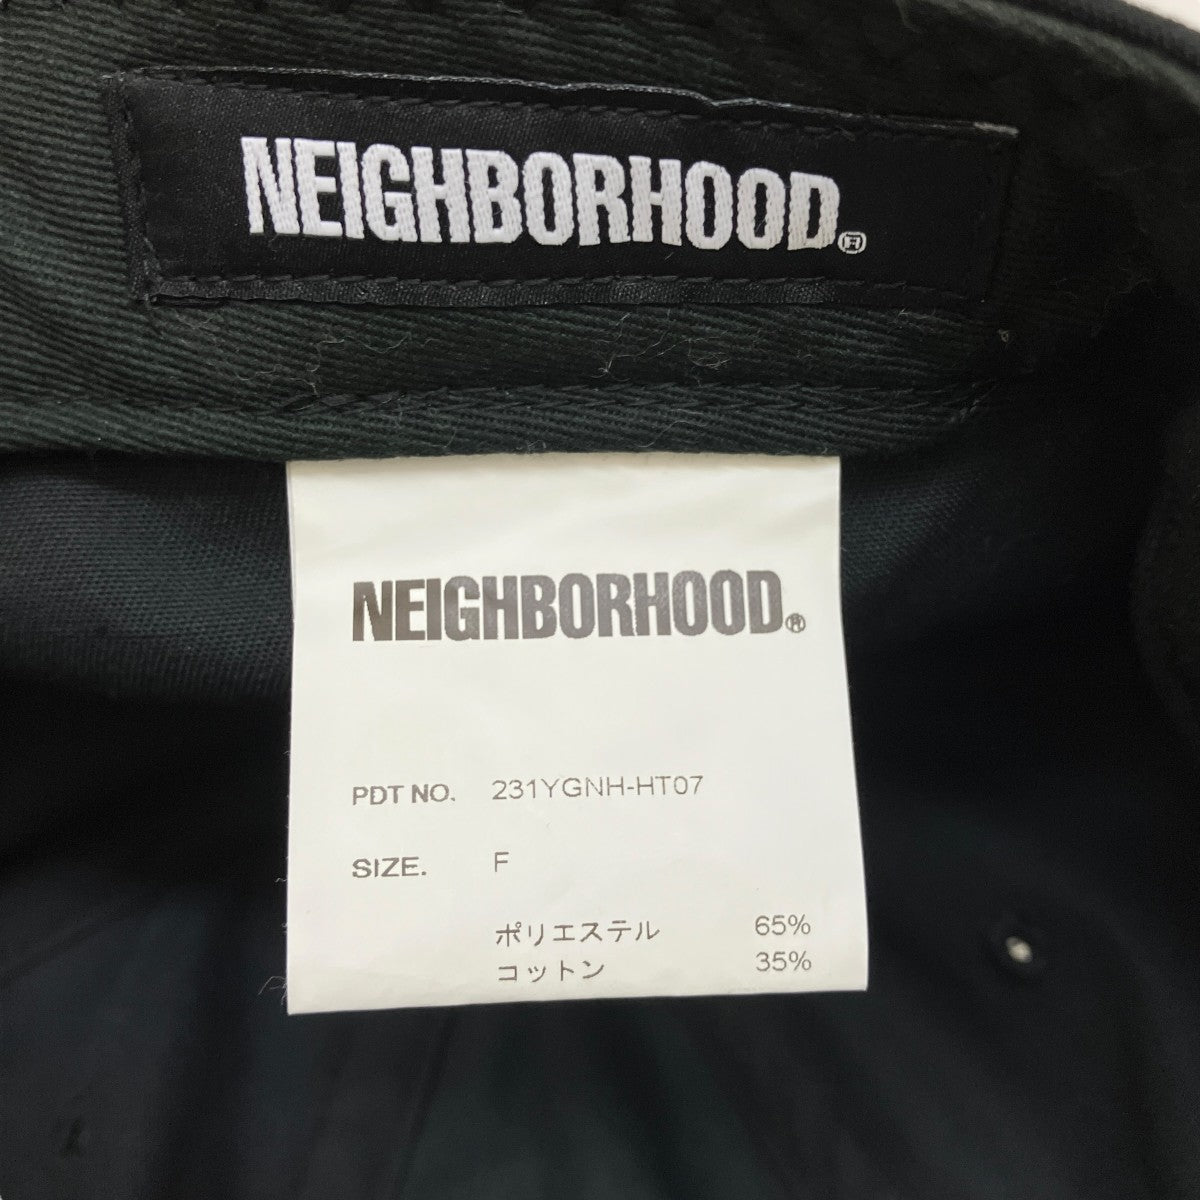 NEIGHBORHOOD®
NEIGHBORHOOD®
PDT NO. 231YGNH-HT07
SIZE. F
ポリエステル 65%
コットン 35%